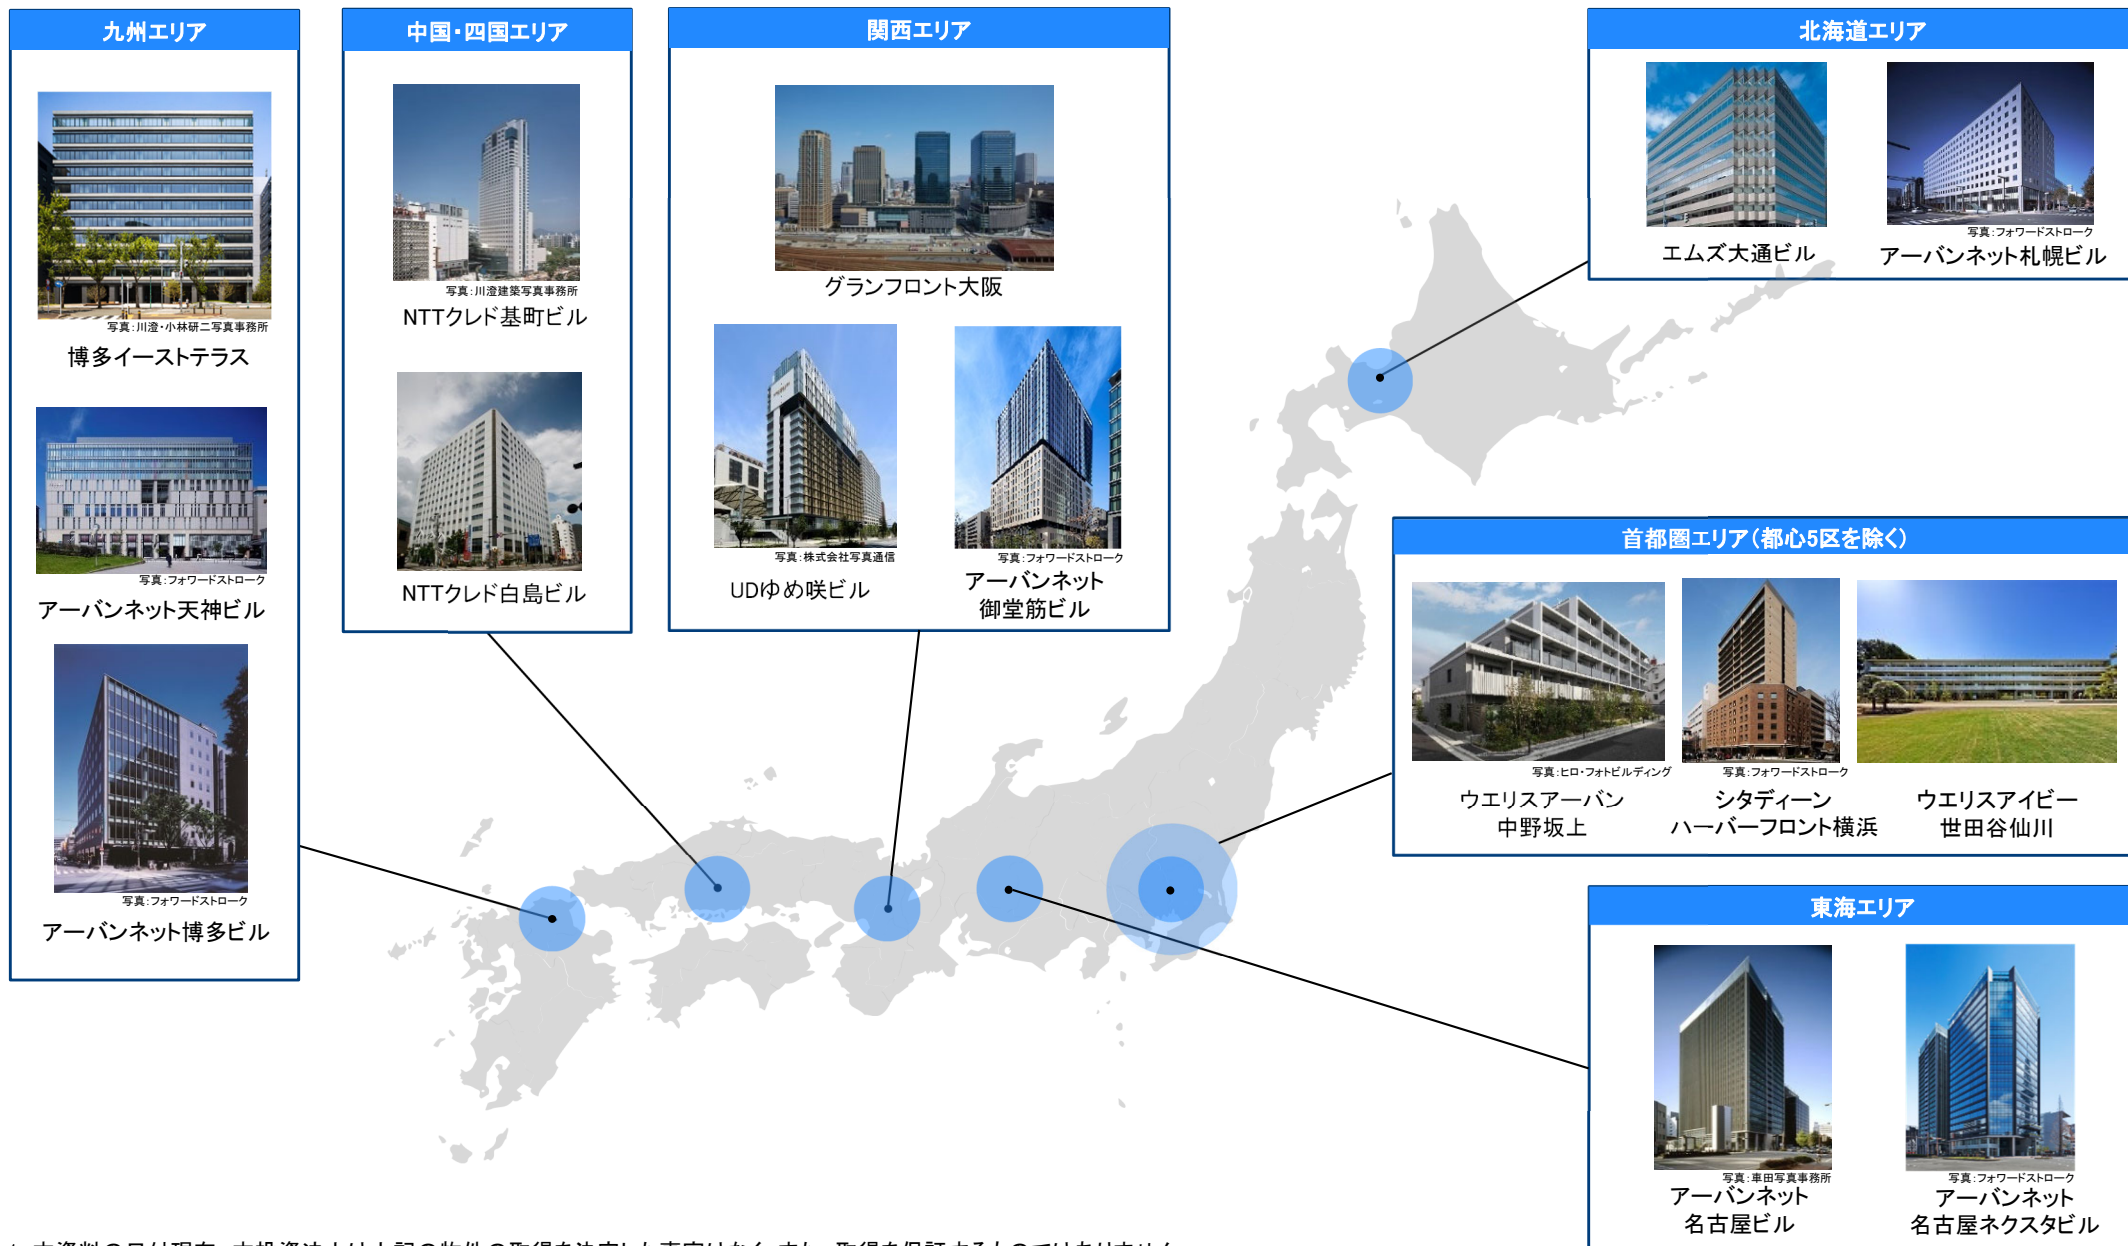 九州エリア
写真：川澄・小林研二写真事務所
博多イーストテラス
写真：フォワードストローク
アーバンネット天神ビル
写真：フォワードストローク
アーバンネット博多ビル
中国・四国エリア
写真：川澄建築写真事務所
NTTクレド基町ビル
NTTクレド白島ビル
関西エリア
グランフロント大阪
写真：株式会社写真通信
UDゆめ咲ビル
写真：フォワードストローク
アーバンネット
御堂筋ビル
北海道エリア
エムズ大通ビル
写真：フォワードストローク
アーバンネット札幌ビル
首都圏エリア（都心5区を除く）
写真：ヒロ・フォトビルディング
ウエリスアーバン
中野坂上
写真：フォワードストローク
シタディーン
ハーバーフロント横浜
ウエリスアイビー
世田谷仙川
東海エリア
写真：車田写真事務所
アーバンネット
名古屋ビル
写真：フォワードストローク
アーバンネット
名古屋ネクスタビル